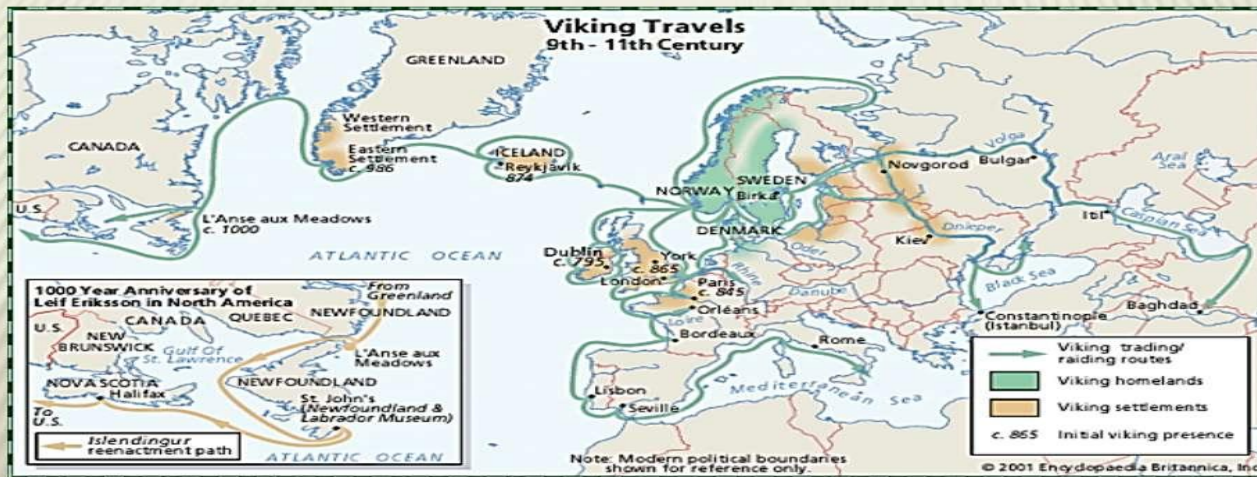 Viking Travels
9th - 11th Century
GREENLAND
CANADA
U.S.
Western
Settlement
Eastern
Settlement
c. 986
ICELAND
Reykjavik
874
L'Anse aux Meadows
c. 1000
ATLANTIC OCEAN
NORWAY
SWEDEN
Birka
DENMARK
Novgorod
Volga
Bulgar
Aral
Sea
Itil
Caspian Sea
Dnieper
Kiev
Oder
Dublin
c. 795
York
c. 865
London
Rhine
Paris
c. 845
Orléans
Danube
Loire
Bordeaux
Rome
Black Sea
Constantinople
(Istanbul)
Baghdad
Lisbon
Seville
Mediterranean Sea
1000 Year Anniversary of
Leif Eriksson in North America
From
Greenland
U.S.
CANADA
QUEBEC
NEWFOUNDLAND
NEW
BRUNSWICK
Gulf Of
St. Lawrence
L'Anse aux
Meadows
NOVA SCOTIA
Halifax
NEWFOUNDLAND
St. John's
(Newfoundland &
Labrador Museum)
To
U.S.
Islendingur
reenactment path
ATLANTIC OCEAN
Viking trading/
raiding routes
Viking homelands
Viking settlements
c. 865 Initial viking presence
Note: Modern political boundaries
shown for reference only.
© 2001 Encyclopaedia Britannica, Inc